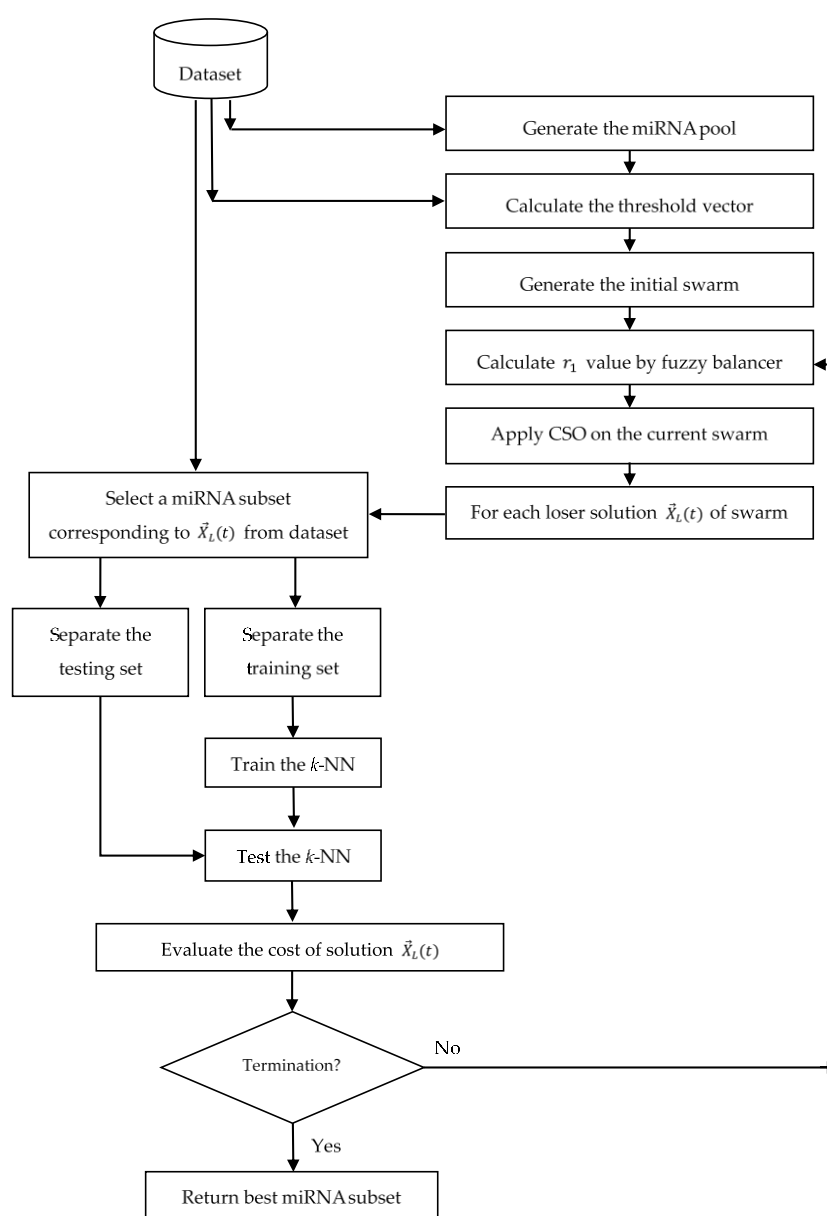 Dataset
Generate the miRNA pool
Calculate the threshold vector
Generate the initial swarm
Calculate r₁ value by fuzzy balancer
Apply CSO on the current swarm
For each loser solution X⃗_L(t) of swarm
Select a miRNA subset
corresponding to X⃗_L(t) from dataset
Separate the
testing set
Separate the
training set
Train the k-NN
Test the k-NN
Evaluate the cost of solution X⃗_L(t)
Termination?
No
Yes
Return best miRNA subset